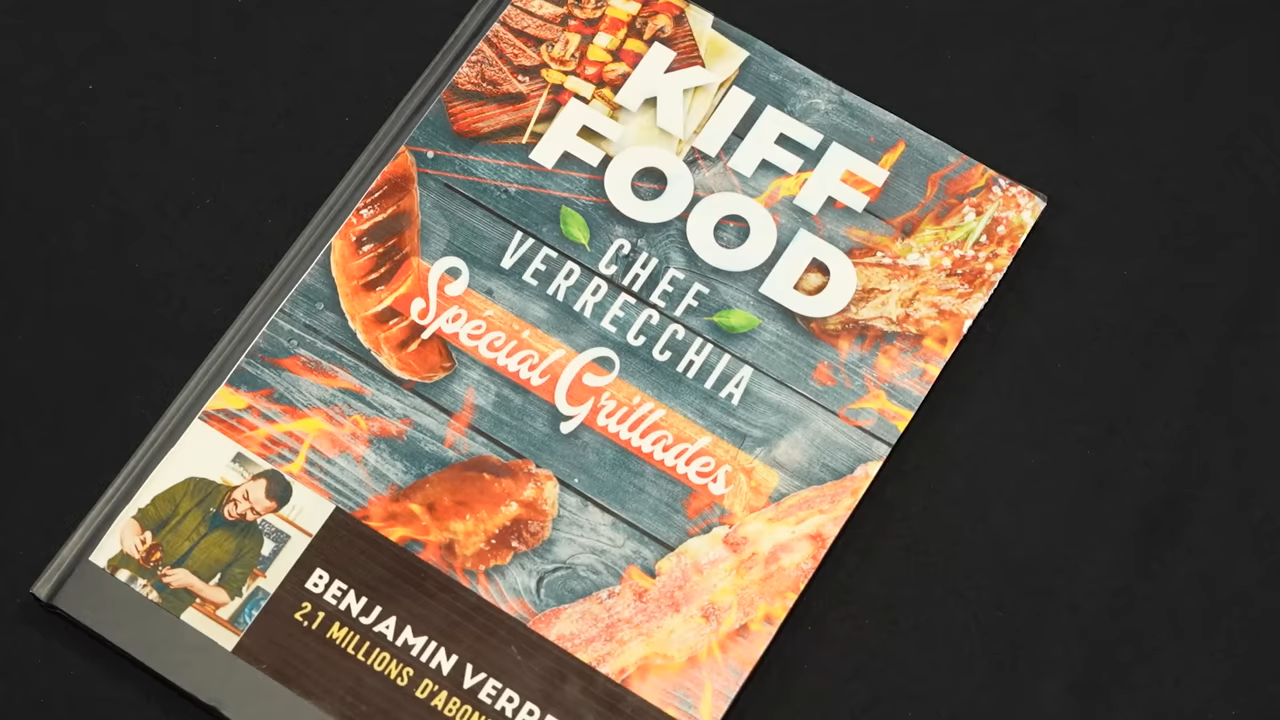 KIFF
FOOD
CHEF
VERRECCHIA
Spécial Grillades
BENJAMIN
2,1 MILLIONS